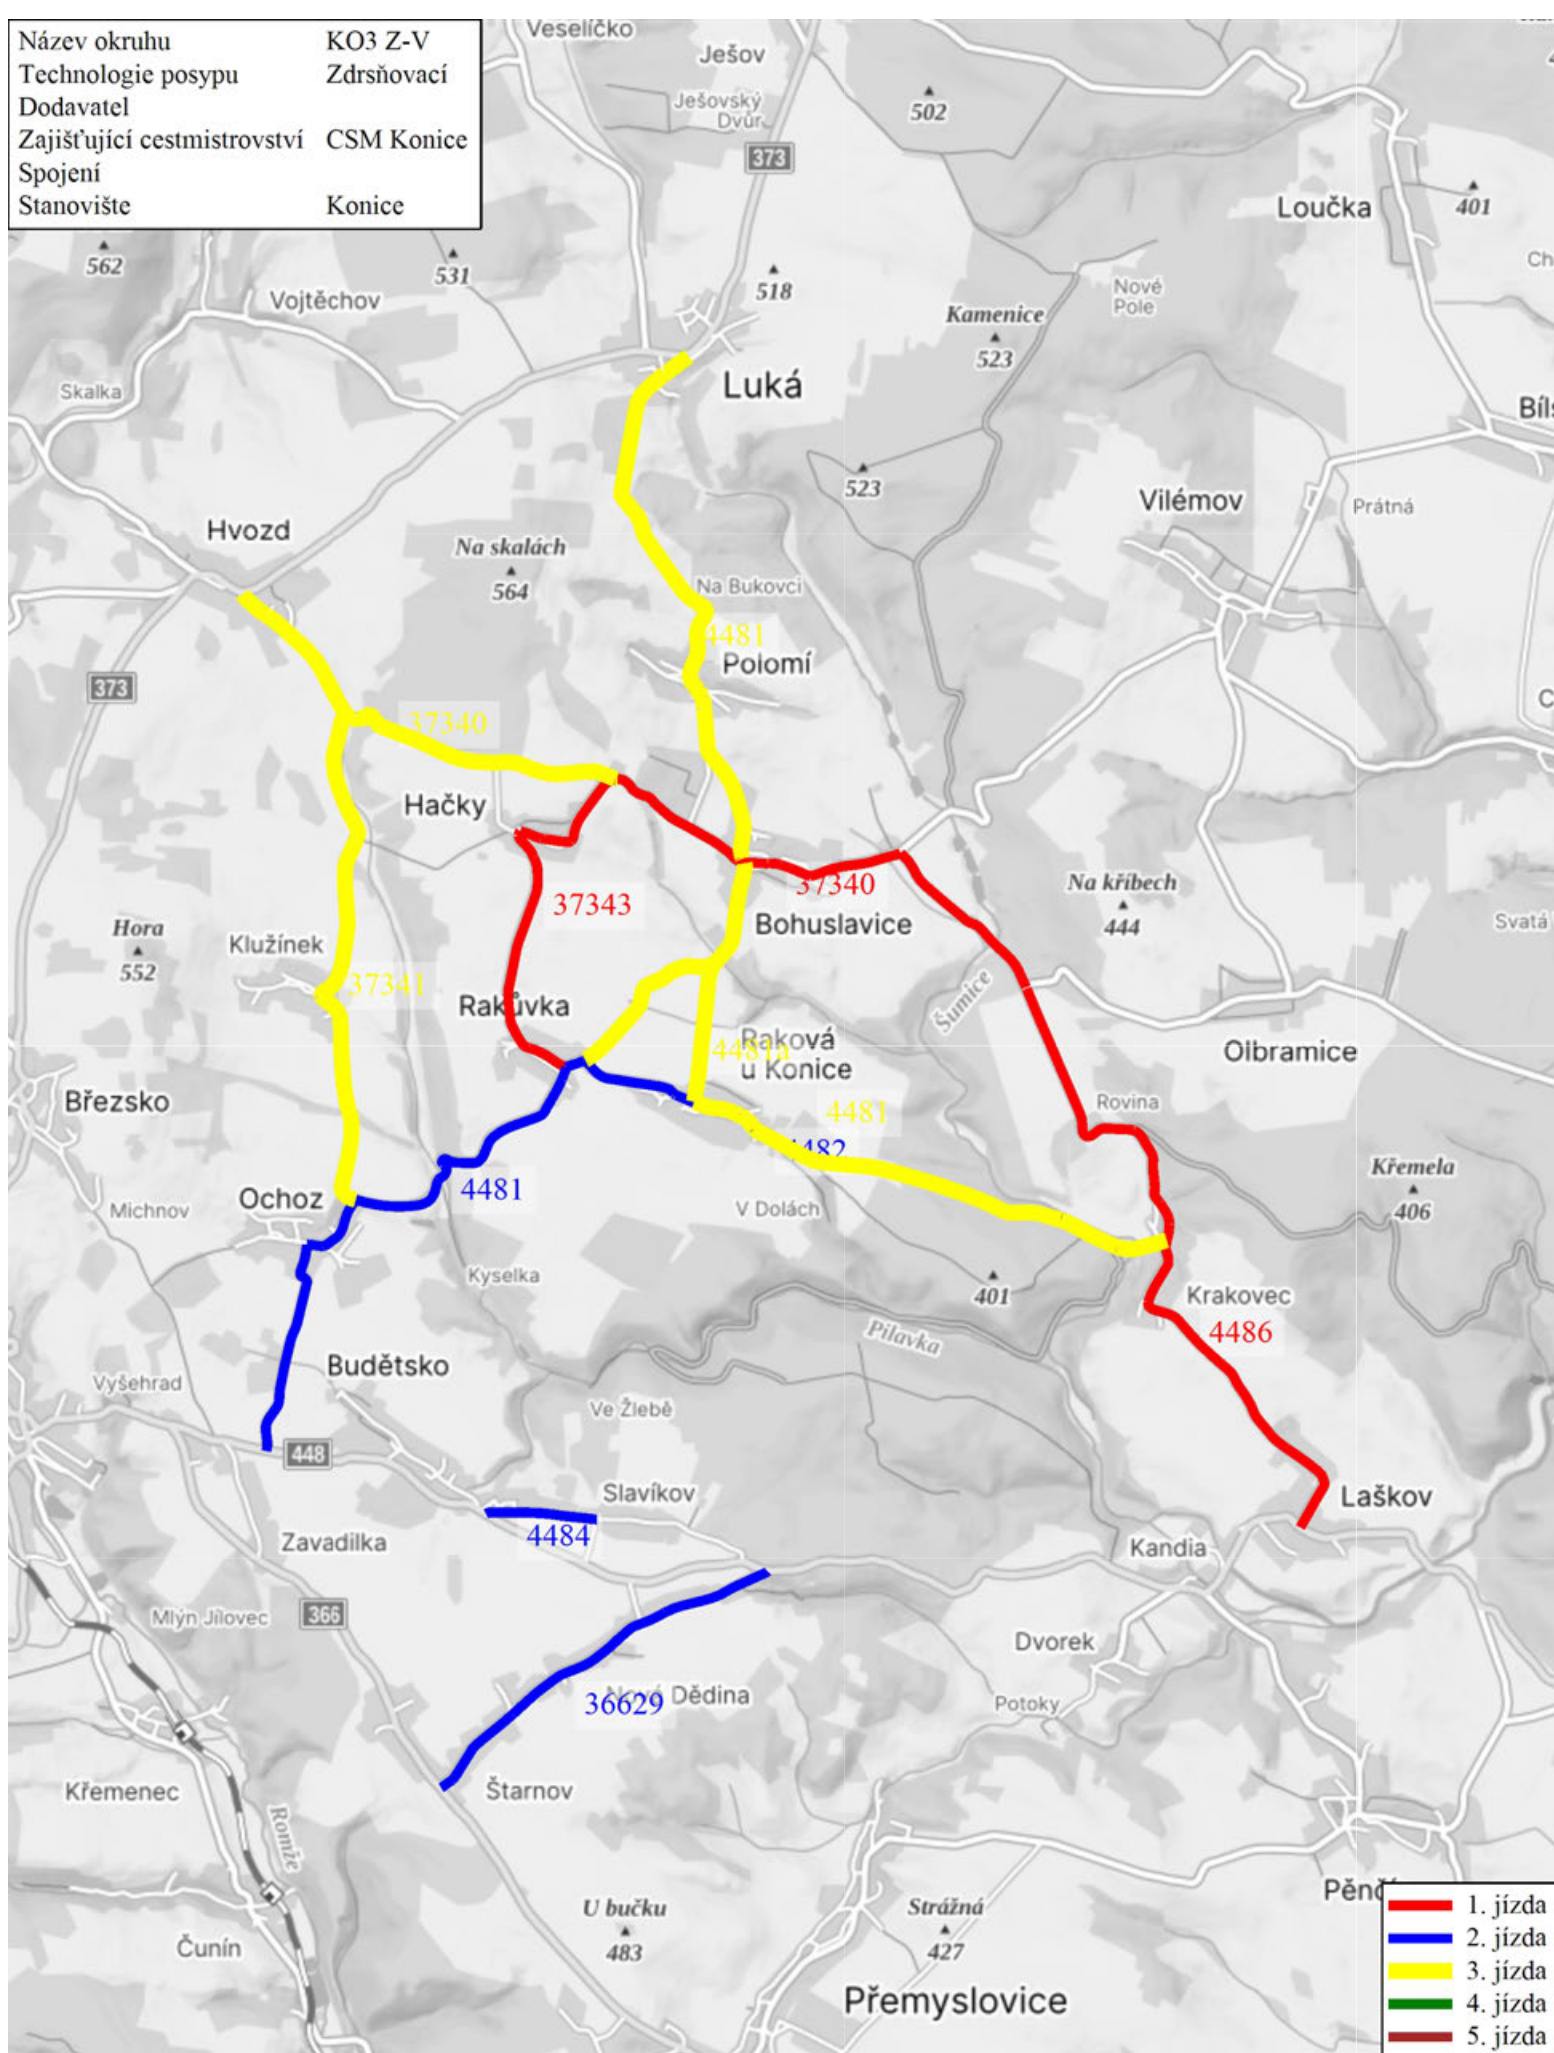 Název okruhu KO3 Z-V
Technologie posypu Zdrsňovací
Dodavatel
Zajišťující cestmistrovství CSM Konice
Spojení
Stanoviště Konice
Veselíčko
Ješov
Ješovský
Dvůr
502
373
Loučka
401
562
531
518
Vojtěchov
Nové
Pole
Kamenice
523
Skalka
Luká
523
Vilémov
Prátná
Hvozd
Na skalách
564
Na Bukovci
4481
Polomí
373
37340
Hačky
37343
37340
Na kříbech
444
Bohuslavice
Svatá
Hora
552
Klužínek
37341
Rakůvka
Šumice
Raková
u Konice
4481a
Olbramice
Březsko
Rovina
4481
4482
Křemela
406
Ochoz
4481
Michnov
V Dolách
Kyselka
401
Krakovec
4486
Pilavka
Budětsko
Vyšehrad
Ve Žlebě
448
Slavíkov
Laškov
4484
Zavadilka
Kandia
Mlýn Jílovec
366
Dvorek
36629
Nová Dědina
Potoky
Křemenec
Štarnov
Romže
U bučku
483
Strážná
427
Čunín
Přemyslovice
1. jízda
2. jízda
3. jízda
4. jízda
5. jízda